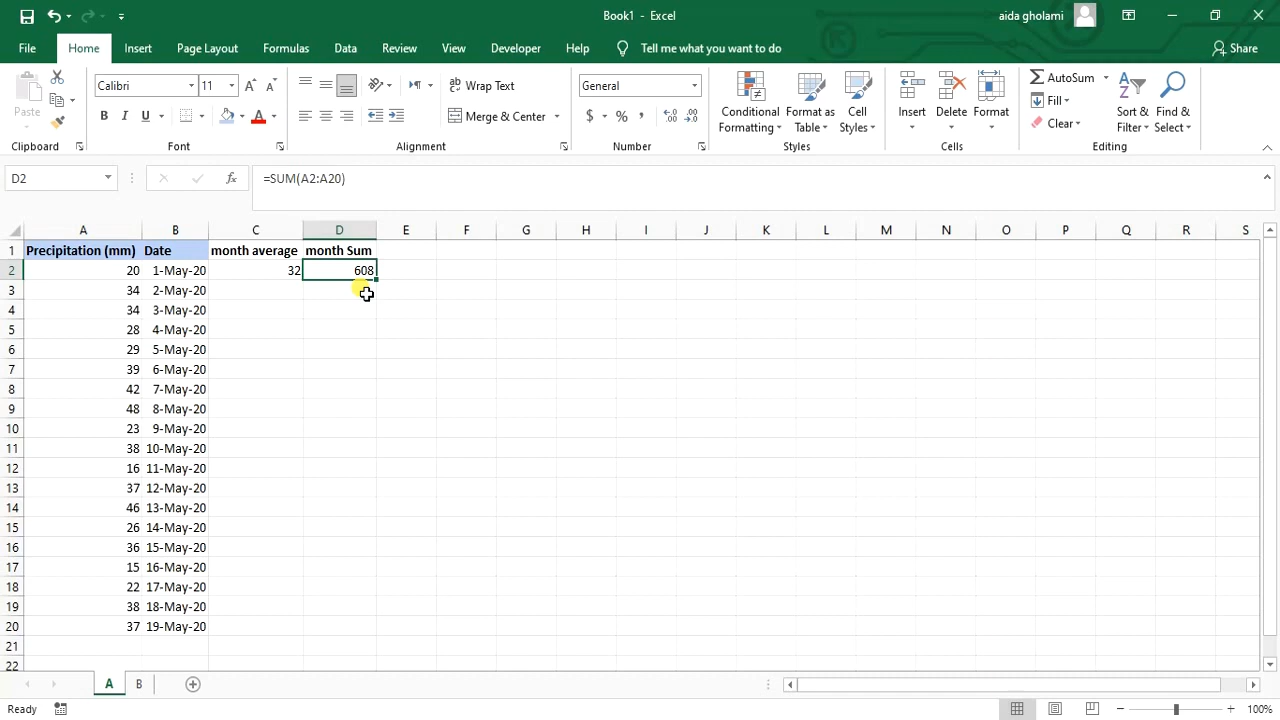 Book1 - Excel
aida gholami
File Home Insert Page Layout Formulas Data Review View Developer Help Tell me what you want to do Share
Paste
Clipboard
Calibri 11
B I U
Font
Wrap Text
Merge & Center
Alignment
General
$ % ,
Number
Conditional Formatting
Format as Table
Cell Styles
Styles
Insert
Delete
Format
Cells
AutoSum
Fill
Clear
Sort & Filter
Find & Select
Editing
D2 fx =SUM(A2:A20)
A B C D E F G H I J K L M N O P Q R S
1 Precipitation (mm) Date month average month Sum
2 20 1-May-20 32 608
3 34 2-May-20
4 34 3-May-20
5 28 4-May-20
6 29 5-May-20
7 39 6-May-20
8 42 7-May-20
9 48 8-May-20
10 23 9-May-20
11 38 10-May-20
12 16 11-May-20
13 37 12-May-20
14 46 13-May-20
15 26 14-May-20
16 36 15-May-20
17 15 16-May-20
18 22 17-May-20
19 38 18-May-20
20 37 19-May-20
21
22
A B
Ready
100%